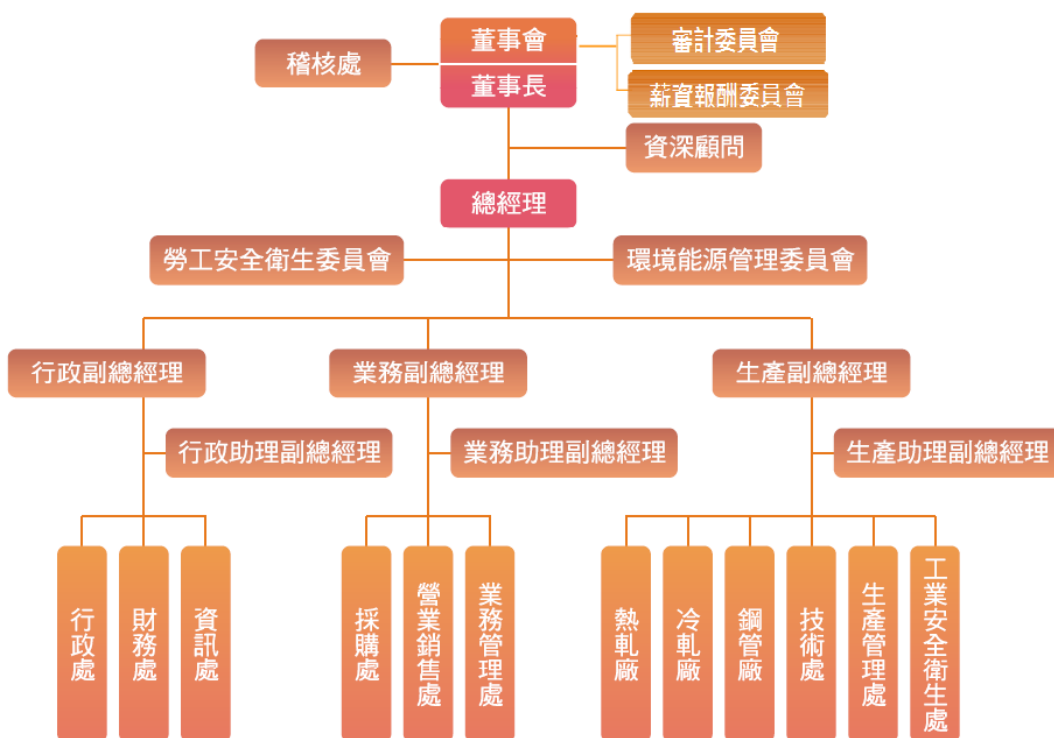 董事會
審計委員會
稽核處
董事長
薪資報酬委員會
資深顧問
總經理
勞工安全衛生委員會
環境能源管理委員會
行政副總經理
業務副總經理
生產副總經理
行政助理副總經理
業務助理副總經理
生產助理副總經理
行政處
財務處
資訊處
採購處
營業銷售處
業務管理處
熱軋廠
冷軋廠
鋼管廠
技術處
生產管理處
工業安全衛生處